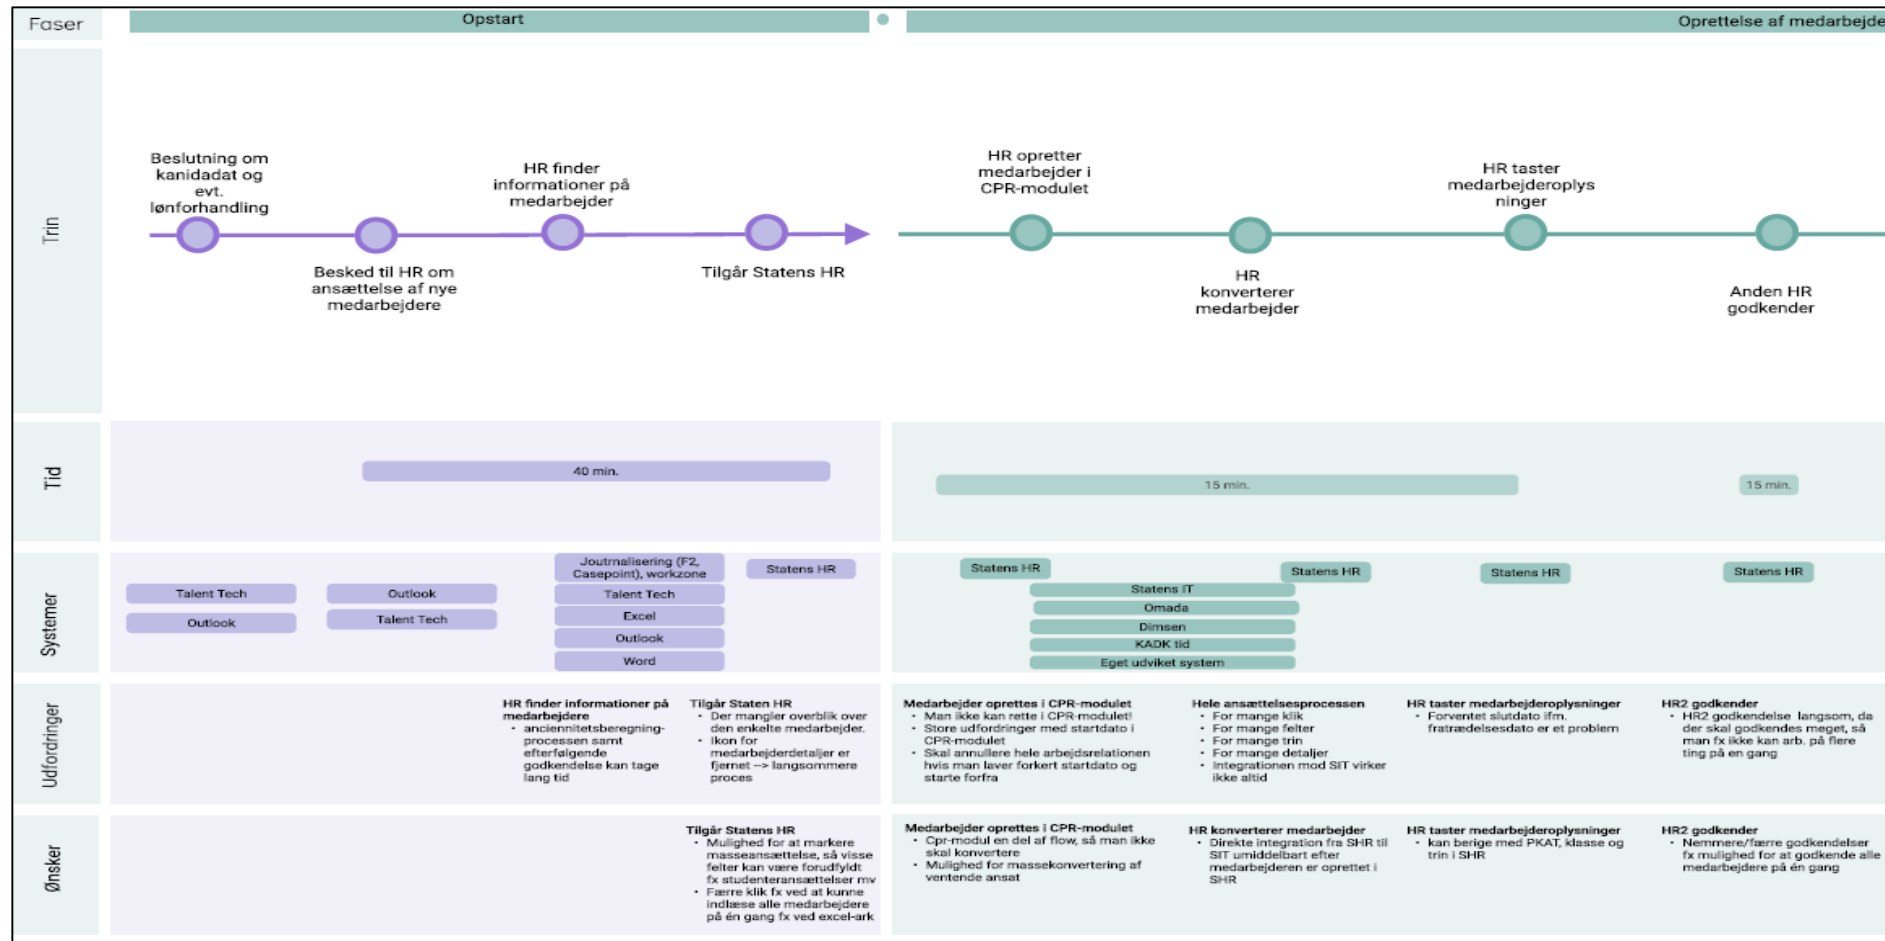 Faser
Opstart
Oprettelse af medarbejde
Trin
Beslutning om
kanidadat og
evt.
lønforhandling
Besked til HR om
ansættelse af nye
medarbejdere
HR finder
informationer på
medarbejder
Tilgår Statens HR
HR opretter
medarbejder i
CPR-modulet
HR
konverterer
medarbejder
HR taster
medarbejderoplys
ninger
Anden HR
godkender
Tid
40 min.
15 min.
15 min.
Systemer
Talent Tech
Outlook
Outlook
Talent Tech
Joutrnalisering (F2,
Casepoint), workzone
Talent Tech
Excel
Outlook
Word
Statens HR
Statens HR
Statens IT
Omada
Dimsen
KADK tid
Eget udviket system
Statens HR
Statens HR
Statens HR
Udfordringer
HR finder informationer på
medarbejdere
• anciennitetsberegning-
processen samt
efterfølgende
godkendelse kan tage
lang tid
Tilgår Staten HR
• Der mangler overblik over
den enkelte medarbejder.
• Ikon for
medarbejderdetaljer er
fjernet --> langsommere
proces
Medarbejder oprettes i CPR-modulet
• Man ikke kan rette i CPR-modulet!
• Store udfordringer med startdato i
CPR-modulet
• Skal annullere hele arbejdsrelationen
hvis man laver forkert startdato og
starte forfra
Hele ansættelsesprocessen
• For mange klik
• For mange felter
• For mange trin
• For mange detaljer
• Integrationen mod SIT virker
ikke altid
HR taster medarbejderoplysninger
• Forventet slutdato ifm.
fratrædelsesdato er et problem
HR2 godkender
• HR2 godkendelse langsom, da
der skal godkendes meget, så
man fx ikke kan arb. på flere
ting på en gang
Ønsker
Tilgår Statens HR
• Mulighed for at markere
masseansættelse, så visse
felter kan være forudfyldt
fx studenteransættelser mv
• Færre klik fx ved at kunne
indlæse alle medarbejdere
på én gang fx ved excel-ark
Medarbejder oprettes i CPR-modulet
• Cpr-modul en del af flow, så man ikke
skal konvertere
• Mulighed for massekonvertering af
ventende ansat
HR konverterer medarbejder
• Direkte integration fra SHR til
SIT umiddelbart efter
medarbejderen er oprettet i
SHR
HR taster medarbejderoplysninger
• kan berige med PKAT, klasse og
trin i SHR
HR2 godkender
• Nemmere/færre godkendelser
fx mulighed for at godkende alle
medarbejdere på én gang